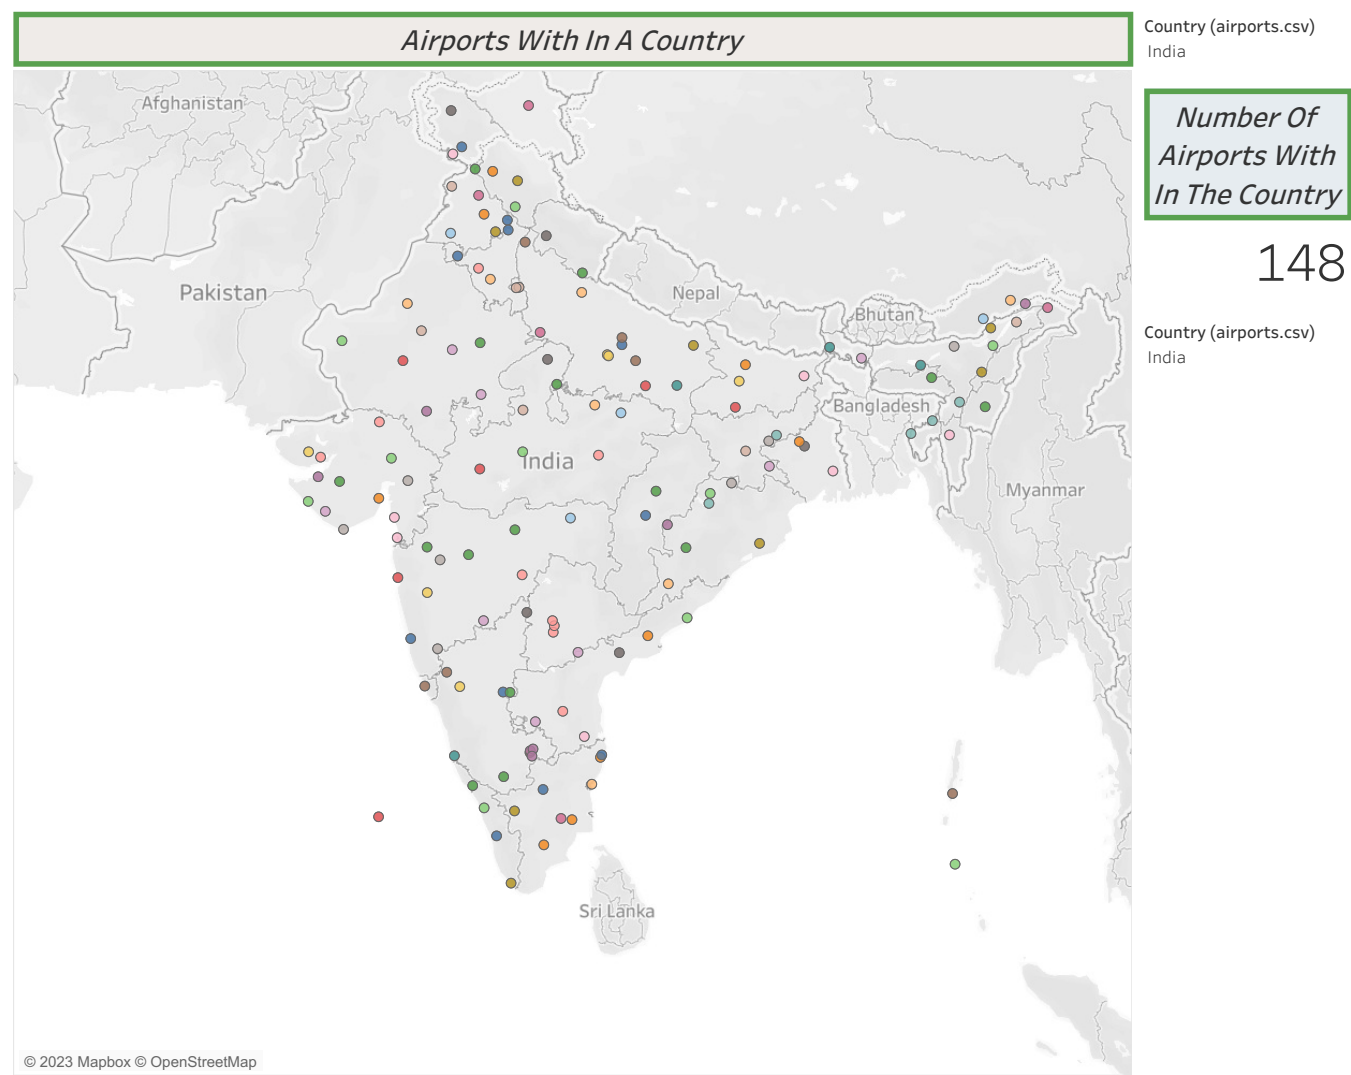 Airports With In A Country
Country (airports.csv)
India
Number Of
Airports With
In The Country
148
Country (airports.csv)
India
Afghanistan
Pakistan
Nepal
Bhutan
Bangladesh
India
Myanmar
Sri Lanka
© 2023 Mapbox © OpenStreetMap